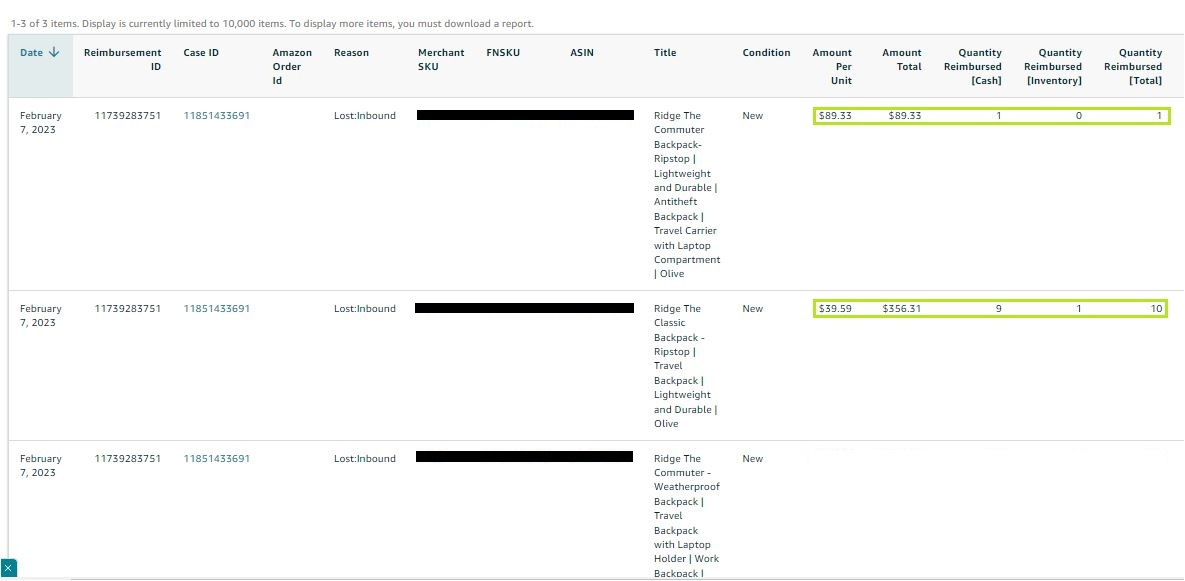 1-3 of 3 items. Display is currently limited to 10,000 items. To display more items, you must download a report.
Date ↓ Reimbursement ID Case ID Amazon Order Id Reason Merchant SKU FNSKU ASIN Title Condition Amount Per Unit Amount Total Quantity Reimbursed [Cash] Quantity Reimbursed [Inventory] Quantity Reimbursed [Total]
February 11739283751 11851433691 Lost:Inbound Ridge The New $89.33 $89.33 1 0 1
7, 2023 Commuter
Backpack-
Ripstop |
Lightweight
and Durable |
Antitheft
Backpack |
Travel Carrier
with Laptop
Compartment
| Olive
February 11739283751 11851433691 Lost:Inbound Ridge The New $39.59 $356.31 9 1 10
7, 2023 Classic
Backpack -
Ripstop |
Travel
Backpack |
Lightweight
and Durable |
Olive
February 11739283751 11851433691 Lost:Inbound Ridge The New
7, 2023 Commuter -
Weatherproof
Backpack |
Travel
Backpack
with Laptop
Holder | Work
Backpack |